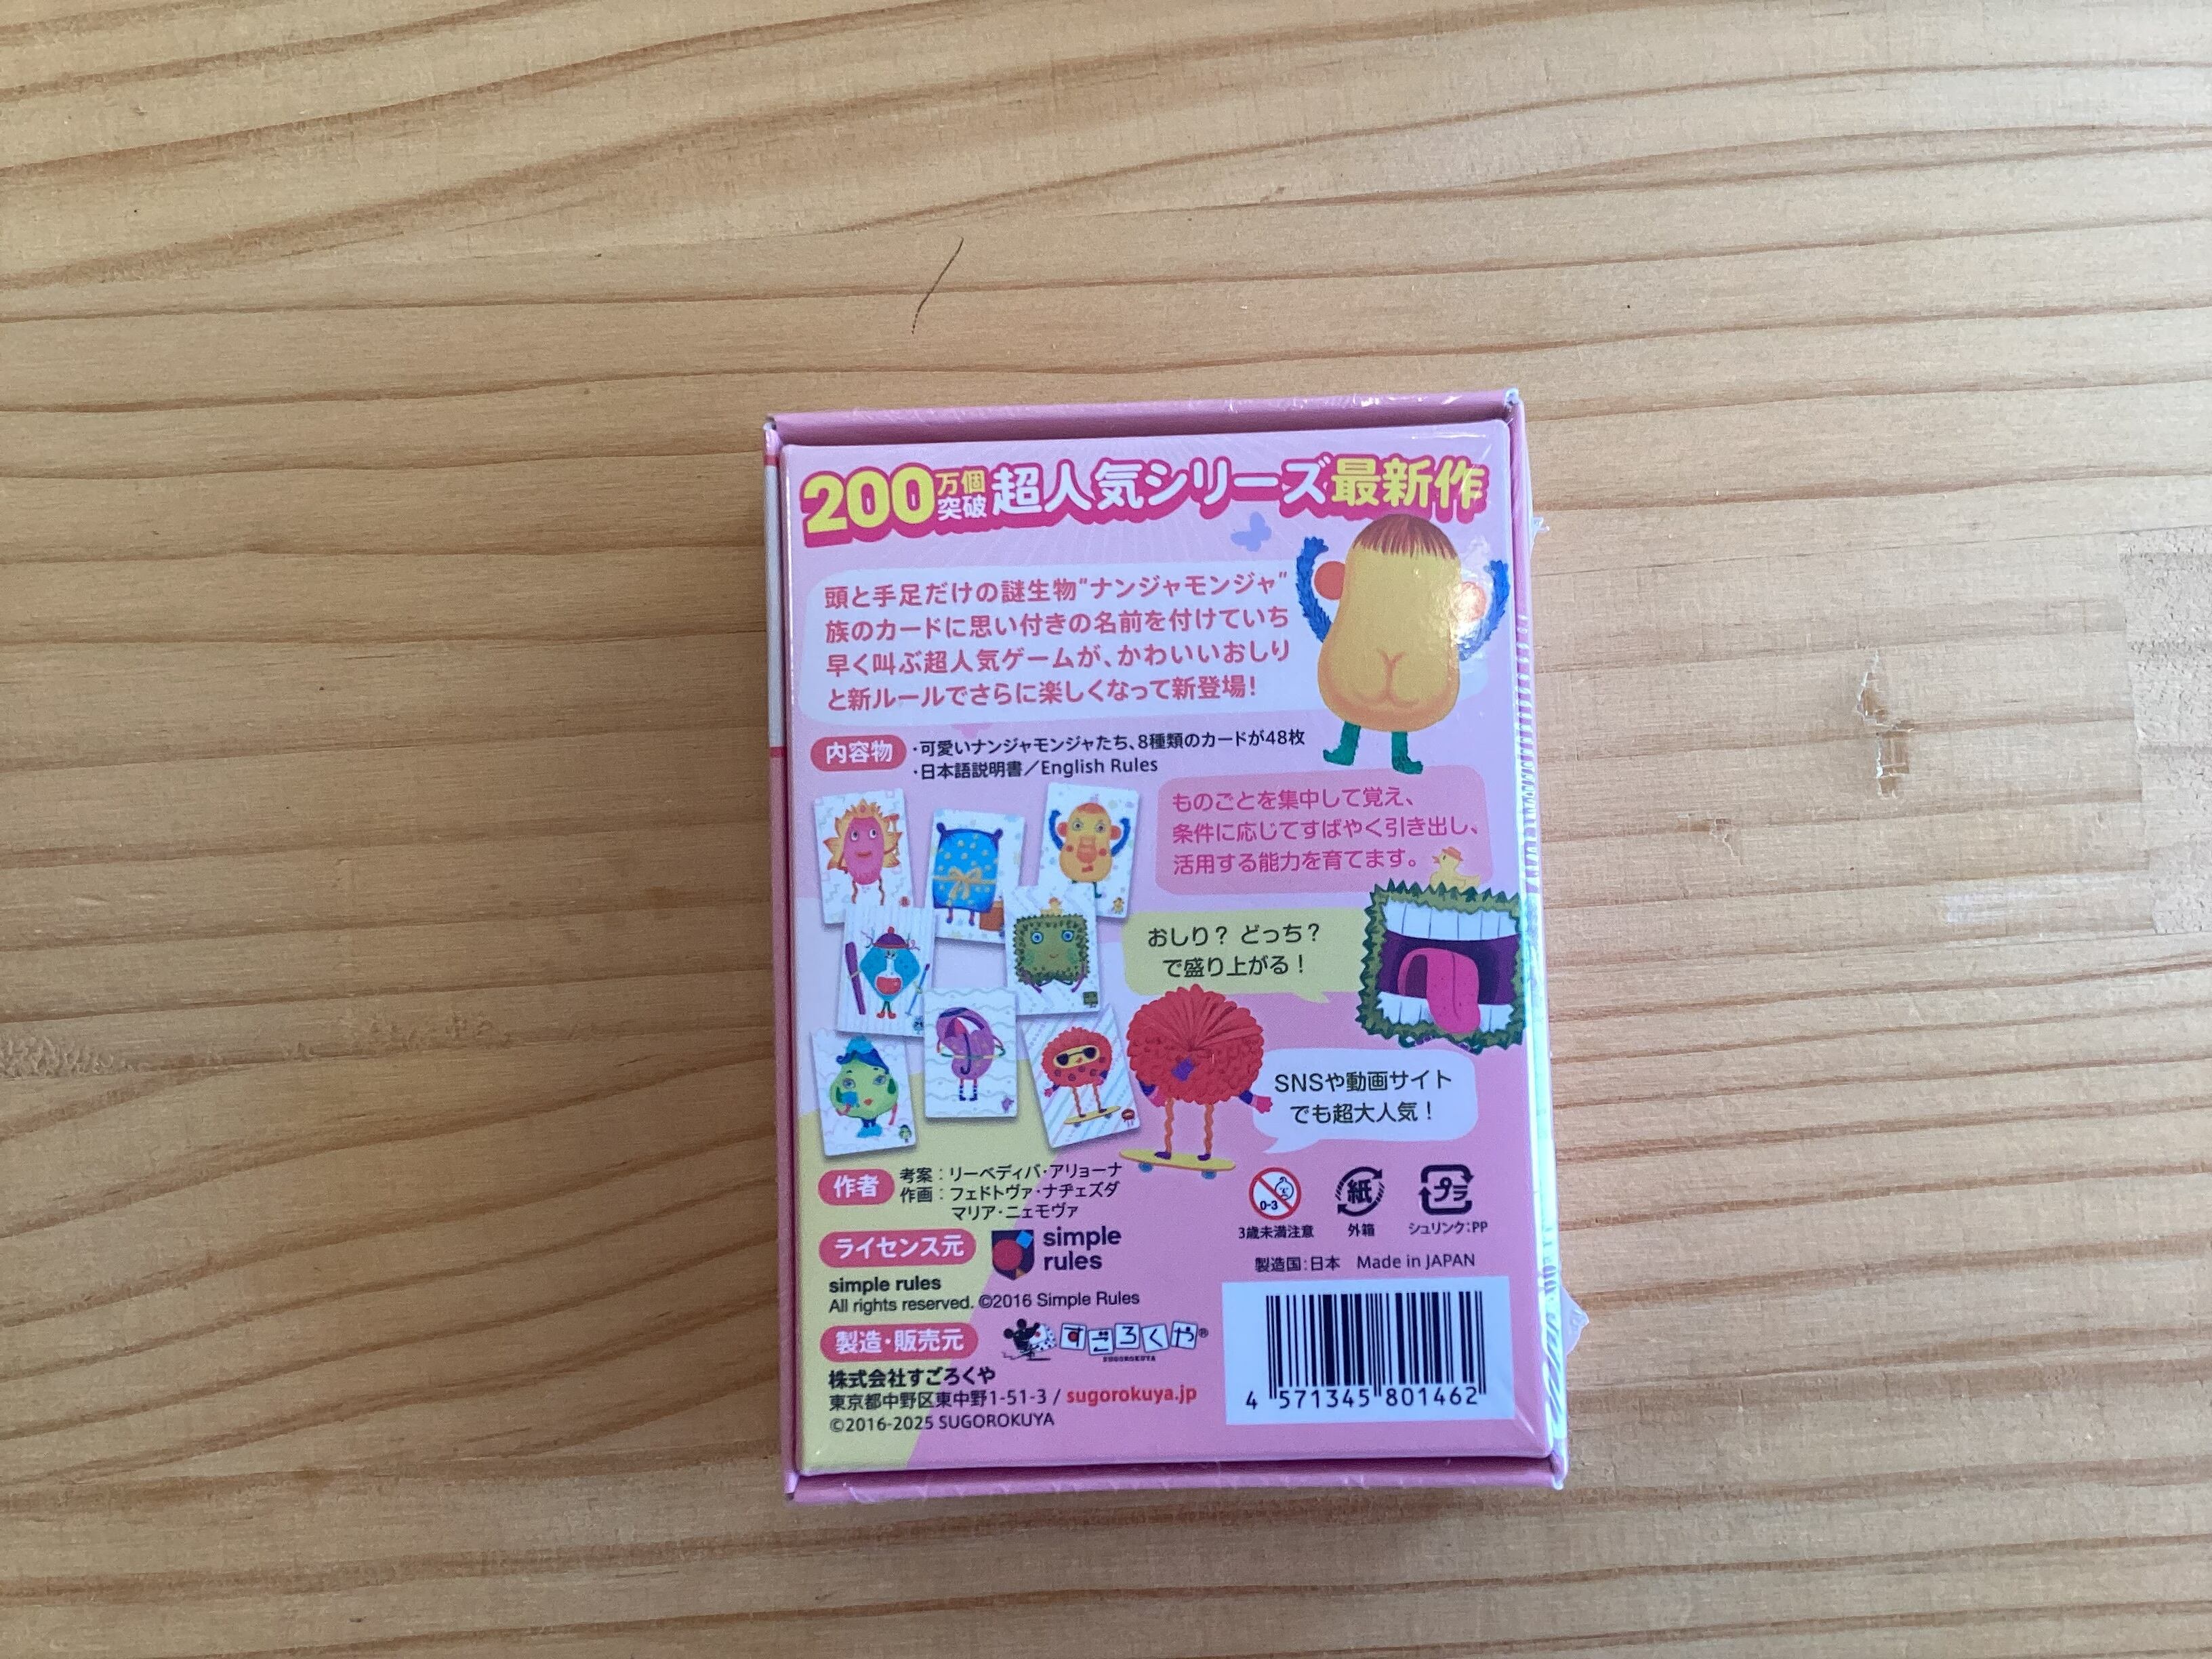 200万個突破 超人気シリーズ最新作
頭と手足だけの謎生物"ナンジャモンジャ"
族のカードに思い付きの名前を付けていち
早く叫ぶ超人気ゲームが、かわいいおしり
と新ルールでさらに楽しくなって新登場!
内容物
・可愛いナンジャモンジャたち、8種類のカードが48枚
・日本語説明書／English Rules
ものごとを集中して覚え、
条件に応じてすばやく引き出し、
活用する能力を育てます。
おしり? どっち?
で盛り上がる!
SNSや動画サイト
でも超大人気!
作者
考案：リーベディバ・アリョーナ
作画：フェドトヴァ・ナヂェズダ
マリア・ニェモヴァ
0-3
3歳未満注意
紙
外箱
プラ
シュリンク:PP
ライセンス元
simple
rules
simple rules
All rights reserved. ©2016 Simple Rules
製造国：日本 Made in JAPAN
製造・販売元
すごろくや®
SUGOROKUYA
株式会社すごろくや
東京都中野区東中野1-51-3 / sugorokuya.jp
©2016-2025 SUGOROKUYA
4 571345 801462